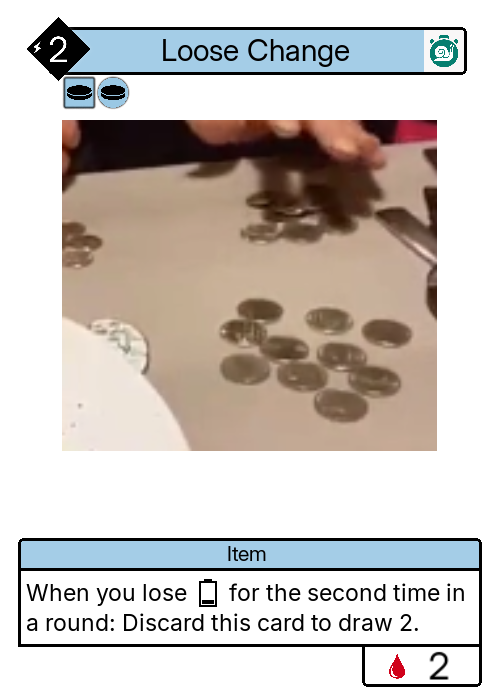 2
Loose Change
Item
When you lose for the second time in
a round: Discard this card to draw 2.
2